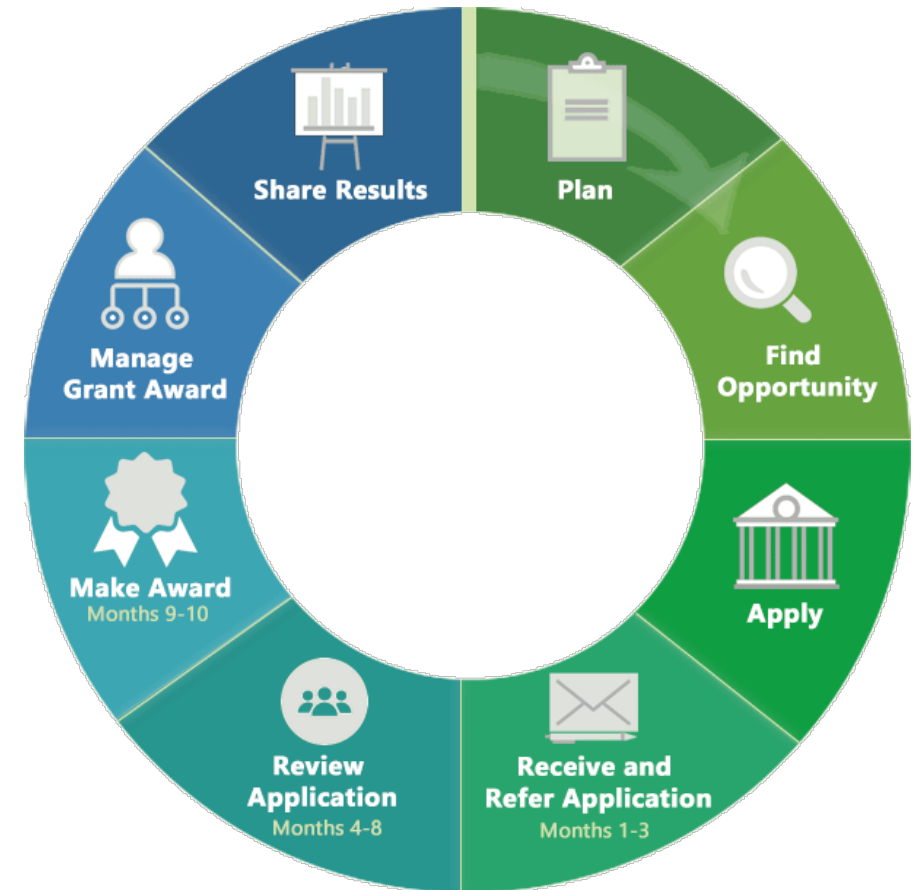 Plan
Find
Opportunity
Apply
Receive and
Refer Application
Months 1-3
Review
Application
Months 4-8
Make Award
Months 9-10
Manage
Grant Award
Share Results